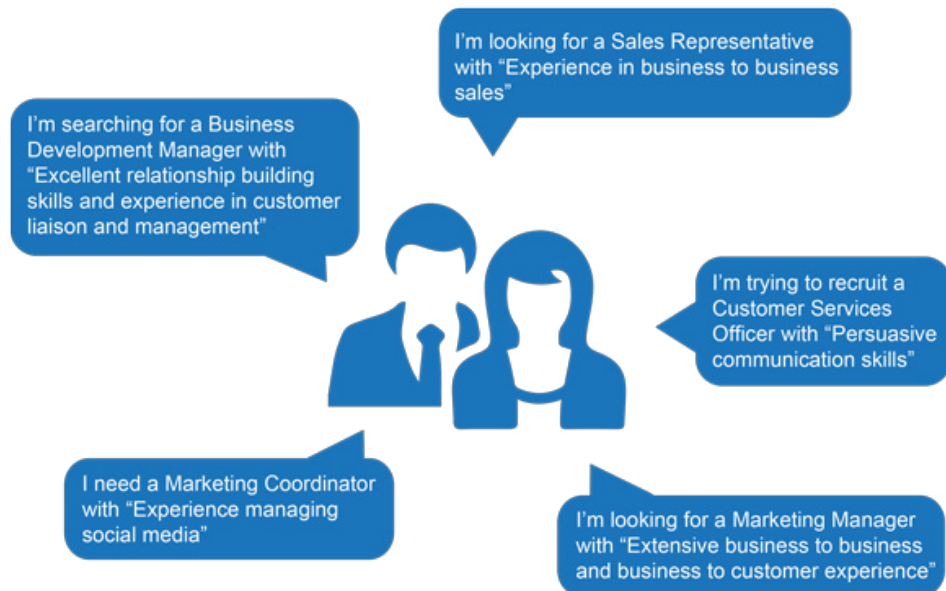 I’m looking for a Sales Representative
with “Experience in business to business
sales”
I’m searching for a Business
Development Manager with
“Excellent relationship building
skills and experience in customer
liaison and management”
I’m trying to recruit a
Customer Services
Officer with “Persuasive
communication skills”
I need a Marketing Coordinator
with “Experience managing
social media”
I’m looking for a Marketing Manager
with “Extensive business to business
and business to customer experience”